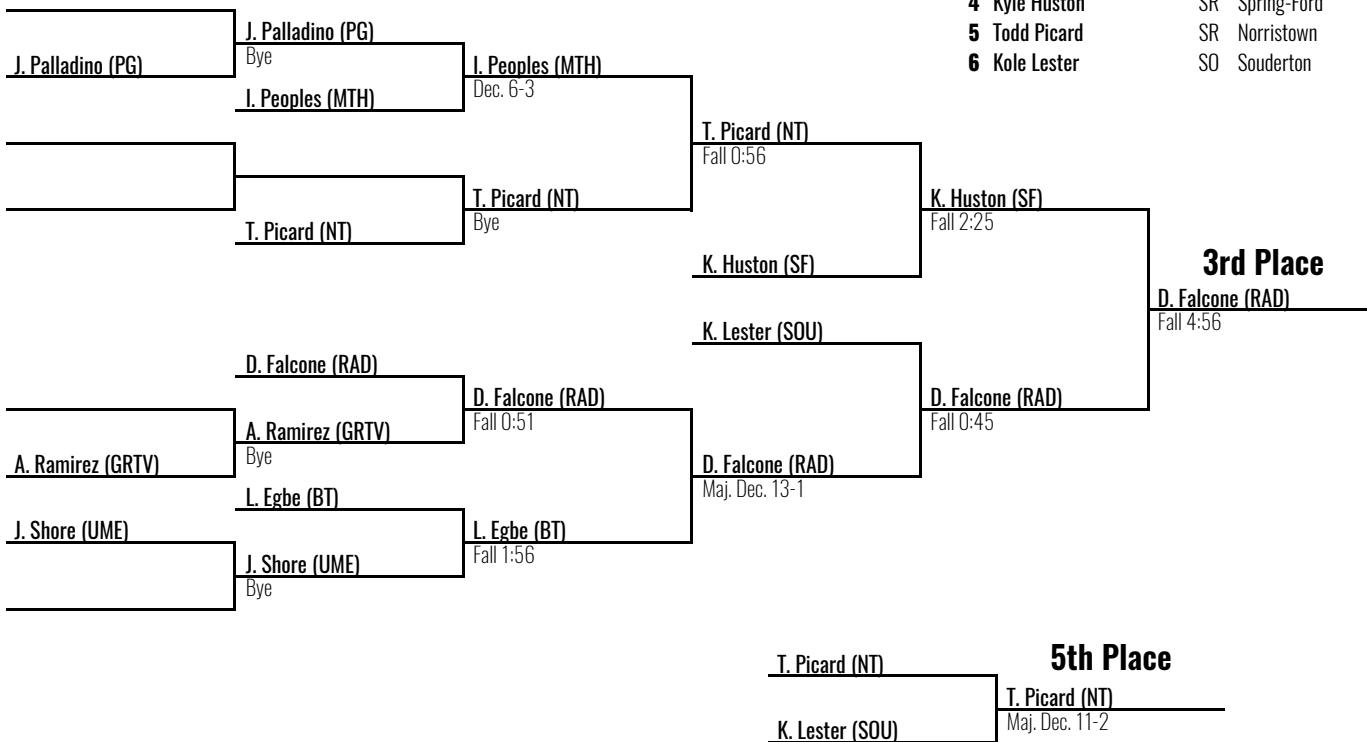 4 Kyle Huston SR Spring-Ford
5 Todd Picard SR Norristown
6 Kole Lester SO Souderton
J. Palladino (PG)
J. Palladino (PG)
Bye
I. Peoples (MTH)
I. Peoples (MTH)
Dec. 6-3
T. Picard (NT)
Fall 0:56
T. Picard (NT)
T. Picard (NT)
Bye
K. Huston (SF)
K. Huston (SF)
Fall 2:25
3rd Place
D. Falcone (RAD)
Fall 4:56
K. Lester (SOU)
D. Falcone (RAD)
D. Falcone (RAD)
Fall 0:51
D. Falcone (RAD)
Fall 0:45
A. Ramirez (GRTV)
A. Ramirez (GRTV)
Bye
D. Falcone (RAD)
Maj. Dec. 13-1
L. Egbe (BT)
J. Shore (UME)
L. Egbe (BT)
Fall 1:56
J. Shore (UME)
Bye
5th Place
T. Picard (NT)
T. Picard (NT)
Maj. Dec. 11-2
K. Lester (SOU)